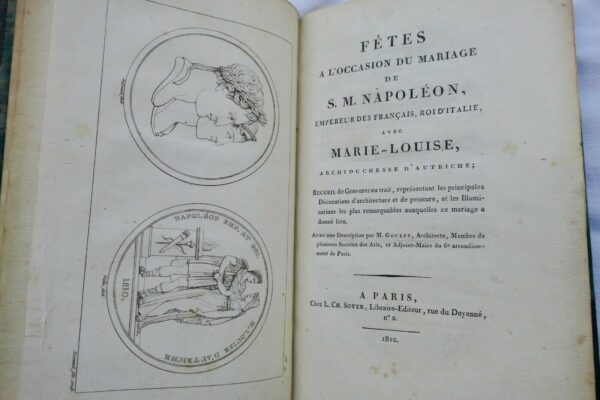 NAPOLEON EMP. ET ROI.
M. LOUISE D'AUTRICHE
1810.
FÊTES
A L'OCCASION DU MARIAGE
DE
S. M. NAPOLÉON,
EMPEREUR DES FRANÇAIS, ROI D'ITALIE,
AVEC
MARIE-LOUISE,
ARCHIDUCHESSE D'AUTRICHE;
RECUEIL de Gravures au trait, représentant les principales
Décorations d'architecture et de peinture, et les Illumi-
nations les plus remarquables auxquelles ce mariage a
donné lieu.
AVEC une Description par M. GOULET, Architecte, Membre de
plusieurs Sociétés des Arts, et Adjoint-Maire du 6e arrondisse-
ment de Paris.
A PARIS,
Chez L. CH. SOYER, Libraire-Editeur, rue du Doyenné,
n° 2.
1810.